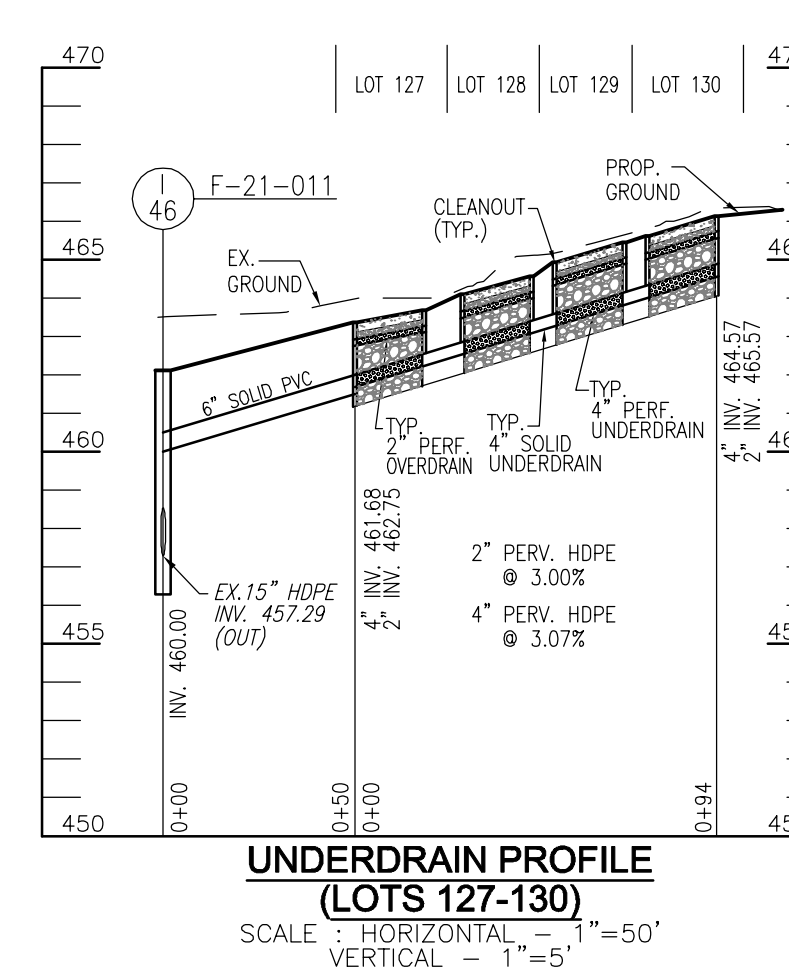 470
47
LOT 127
LOT 128
LOT 129
LOT 130
I
46
F-21-011
PROP.
GROUND
CLEANOUT
(TYP.)
465
46
EX.
GROUND
6" SOLID PVC
460
46
TYP.
2" PERF.
OVERDRAIN
TYP.
4" SOLID
UNDERDRAIN
TYP.
4" PERF.
UNDERDRAIN
4" INV. 464.57
2" INV. 465.57
4" INV. 461.68
2" INV. 462.75
2" PERV. HDPE
@ 3.00%
4" PERV. HDPE
@ 3.07%
EX.15" HDPE
INV. 457.29
(OUT)
INV. 460.00
455
45
0+00
0+50
0+00
0+94
450
45
UNDERDRAIN PROFILE
(LOTS 127-130)
SCALE : HORIZONTAL - 1"=50'
VERTICAL - 1"=5'